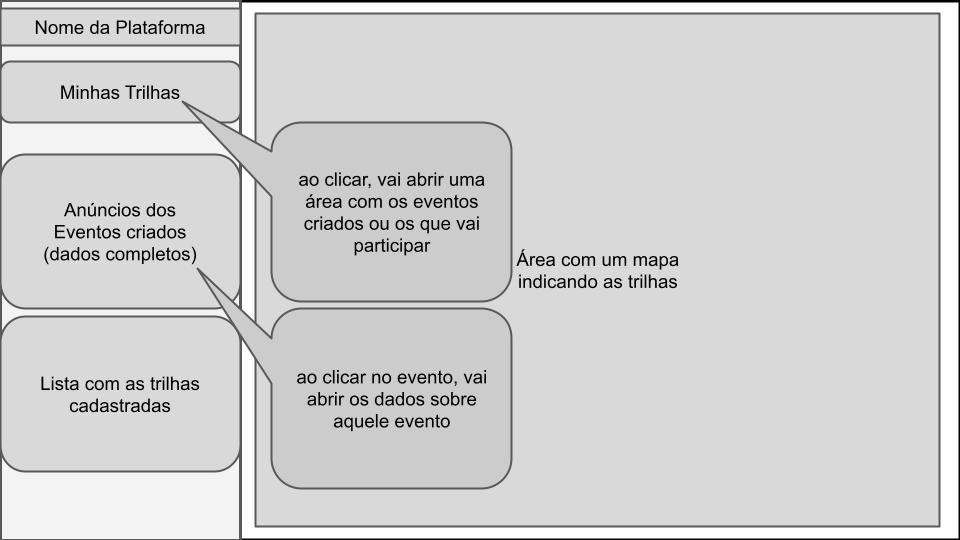 Nome da Plataforma
Minhas Trilhas
Anúncios dos
Eventos criados
(dados completos)
Lista com as trilhas
cadastradas
ao clicar, vai abrir uma
área com os eventos
criados ou os que vai
participar
ao clicar no evento, vai
abrir os dados sobre
aquele evento
Área com um mapa
indicando as trilhas